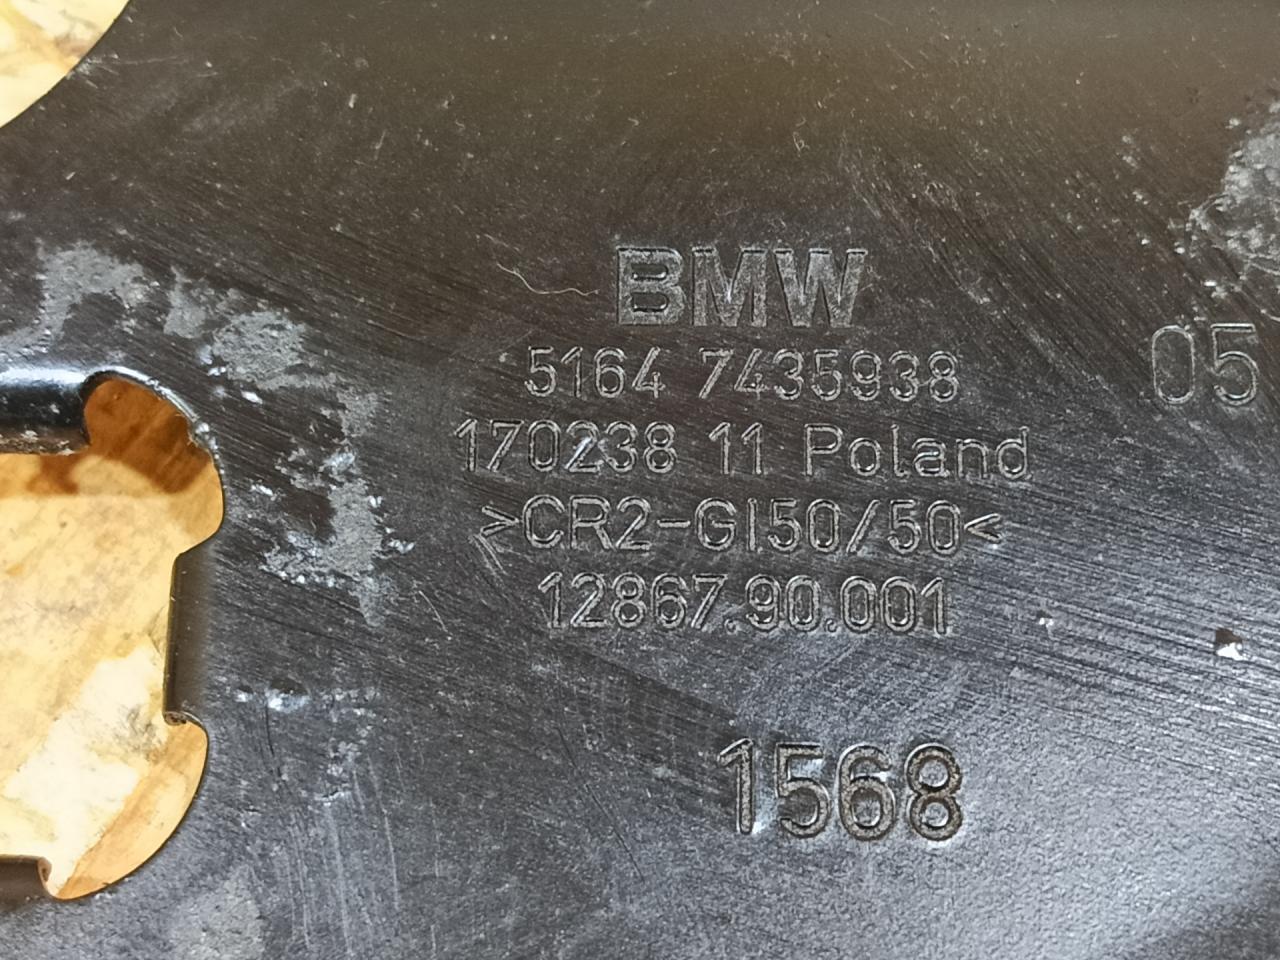 BMW
5164 7435938
05
170238 11 Poland
>CR2-GI50/50<
12867.90.001
1568